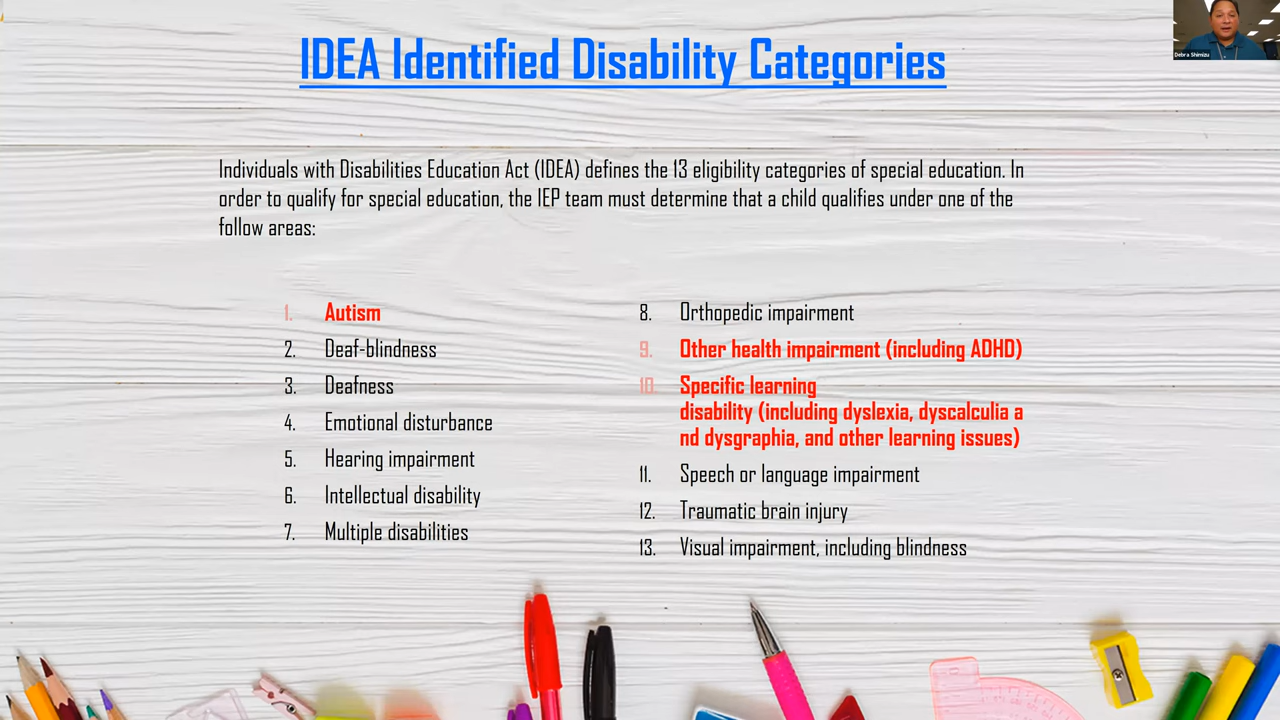 IDEA Identified Disability Categories
Debra Shimizu
Individuals with Disabilities Education Act (IDEA) defines the 13 eligibility categories of special education. In
order to qualify for special education, the IEP team must determine that a child qualifies under one of the
follow areas:
1. Autism
2. Deaf-blindness
3. Deafness
4. Emotional disturbance
5. Hearing impairment
6. Intellectual disability
7. Multiple disabilities
8. Orthopedic impairment
9. Other health impairment (including ADHD)
10. Specific learning
disability (including dyslexia, dyscalculia a
nd dysgraphia, and other learning issues)
11. Speech or language impairment
12. Traumatic brain injury
13. Visual impairment, including blindness